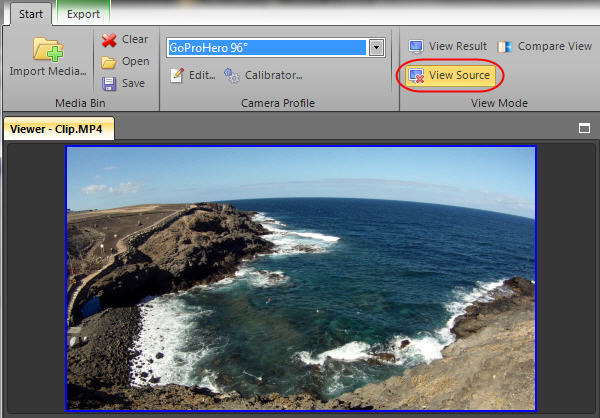 Start Export
Import Media...
Clear
Open
Save
Media Bin
GoProHero 96°
Edit... Calibrator...
Camera Profile
View Result Compare View
View Source
View Mode
Viewer - Clip.MP4